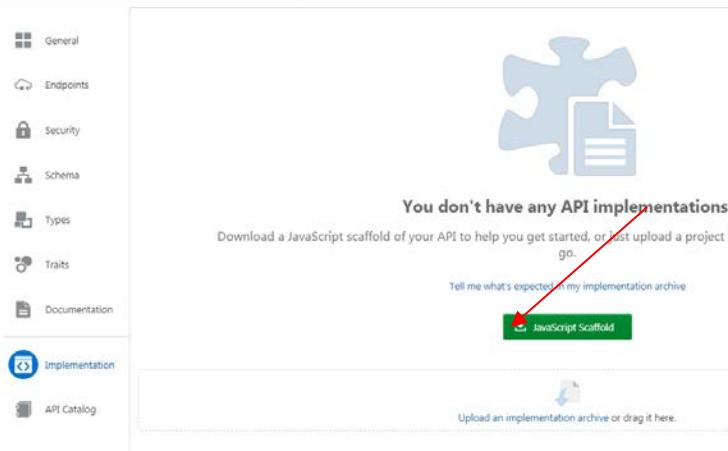 General
Endpoints
Security
Schema
Types
Traits
Documentation
Implementation
API Catalog
You don't have any API implementations
Download a JavaScript scaffold of your API to help you get started, or just upload a project
go.
Tell me what's expected in my implementation archive
JavaScript Scaffold
Upload an implementation archive or drag it here.